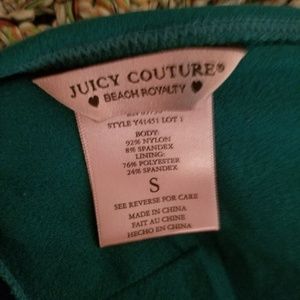 JUICY COUTURE®
♥ BEACH ROYALTY ♥
STYLE Y41451 LOT 1
BODY:
92% NYLON
8% SPANDEX
LINING:
76% POLYESTER
24% SPANDEX
S
SEE REVERSE FOR CARE
MADE IN CHINA
FAIT AU CHINE
HECHO EN CHINA